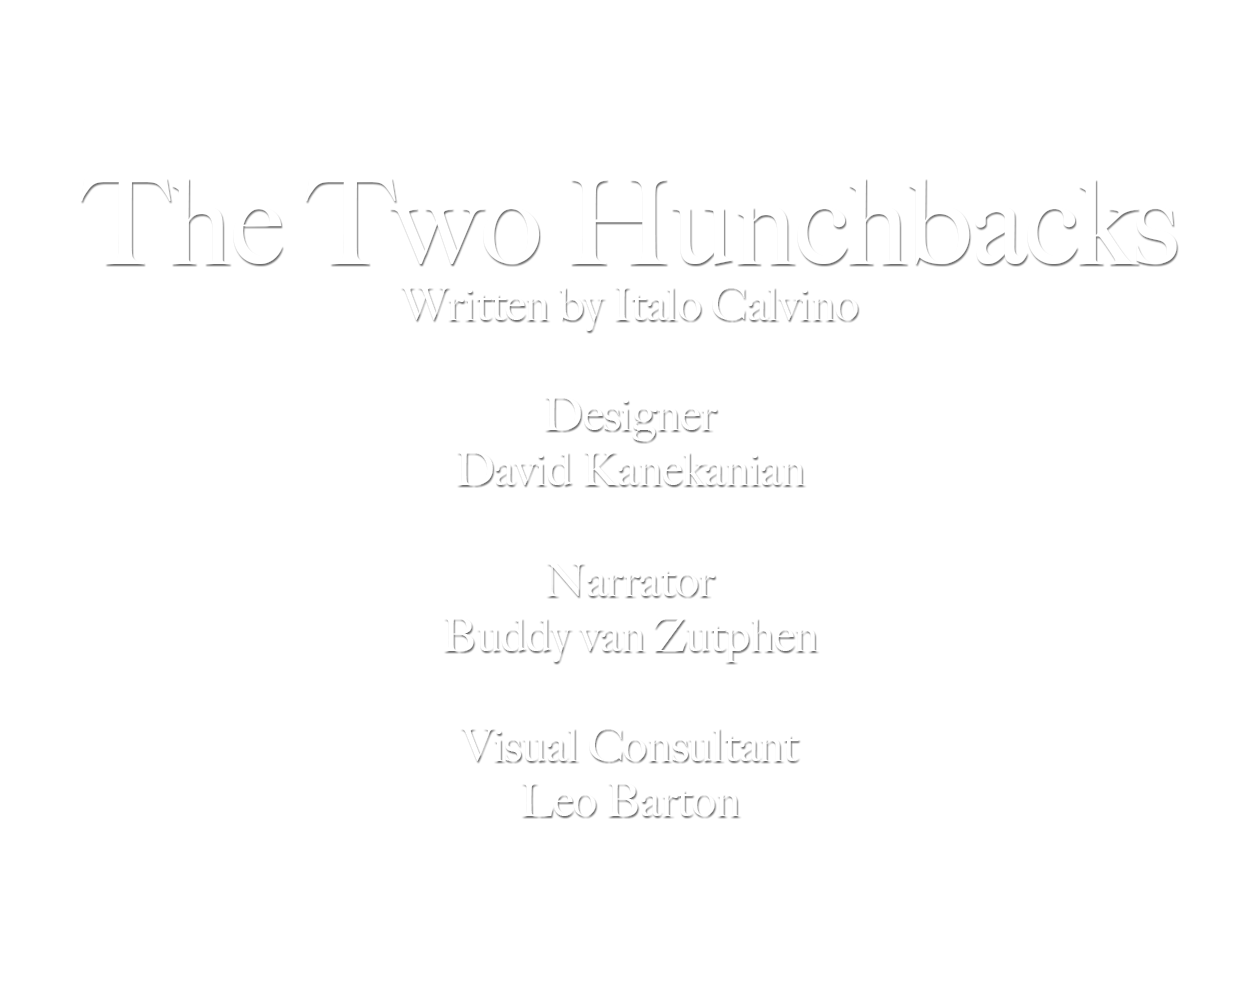 The Two Hunchbacks
Written by Italo Calvino
Designer
David Kanekanian
Narrator
Buddy van Zutphen
Visual Consultant
Leo Barton